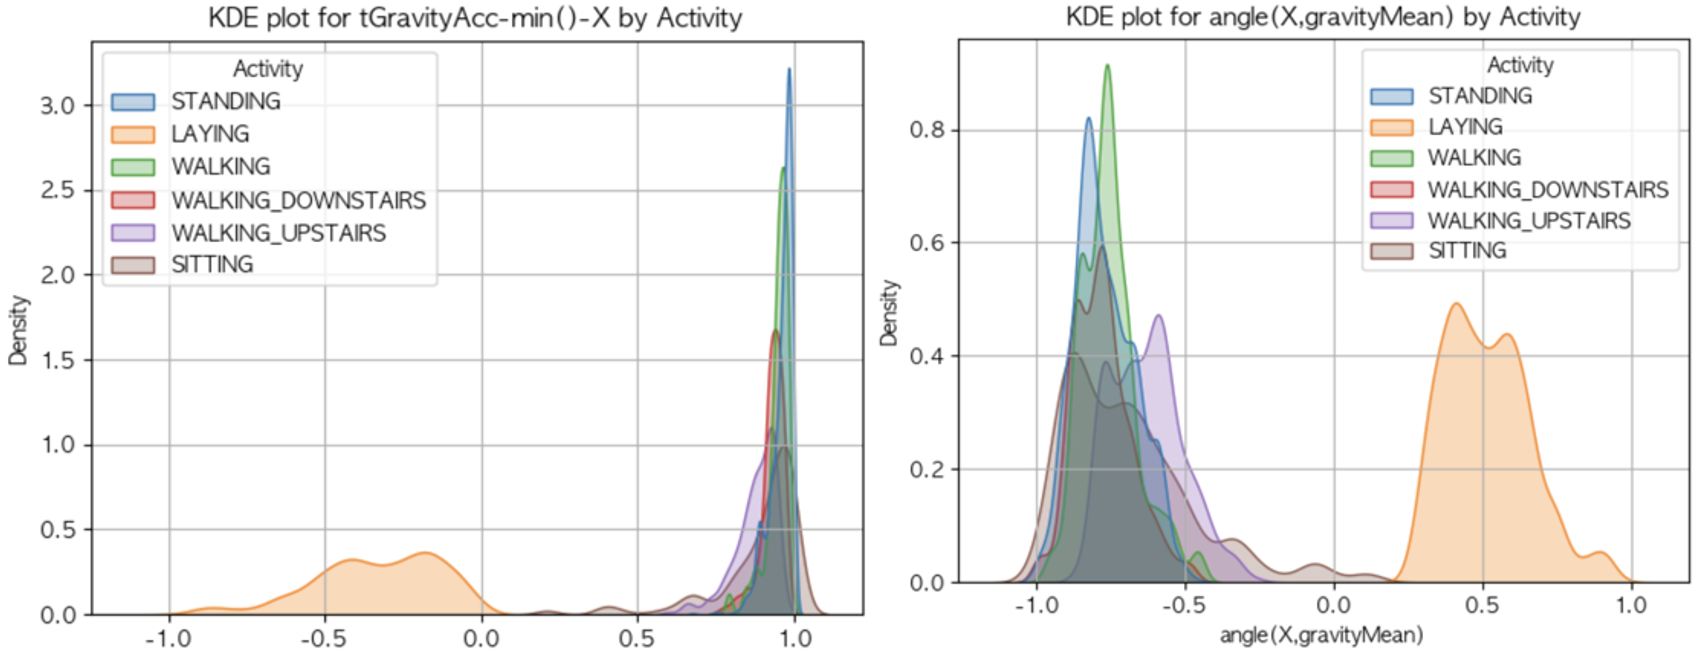 KDE plot for tGravityAcc-min()-X by Activity
Activity
STANDING
LAYING
WALKING
WALKING_DOWNSTAIRS
WALKING_UPSTAIRS
SITTING
Density
3.0
2.5
2.0
1.5
1.0
0.5
0.0
-1.0 -0.5 0.0 0.5 1.0
KDE plot for angle(X,gravityMean) by Activity
Activity
STANDING
LAYING
WALKING
WALKING_DOWNSTAIRS
WALKING_UPSTAIRS
SITTING
Density
0.8
0.6
0.4
0.2
0.0
-1.0 -0.5 0.0 0.5 1.0
angle(X,gravityMean)